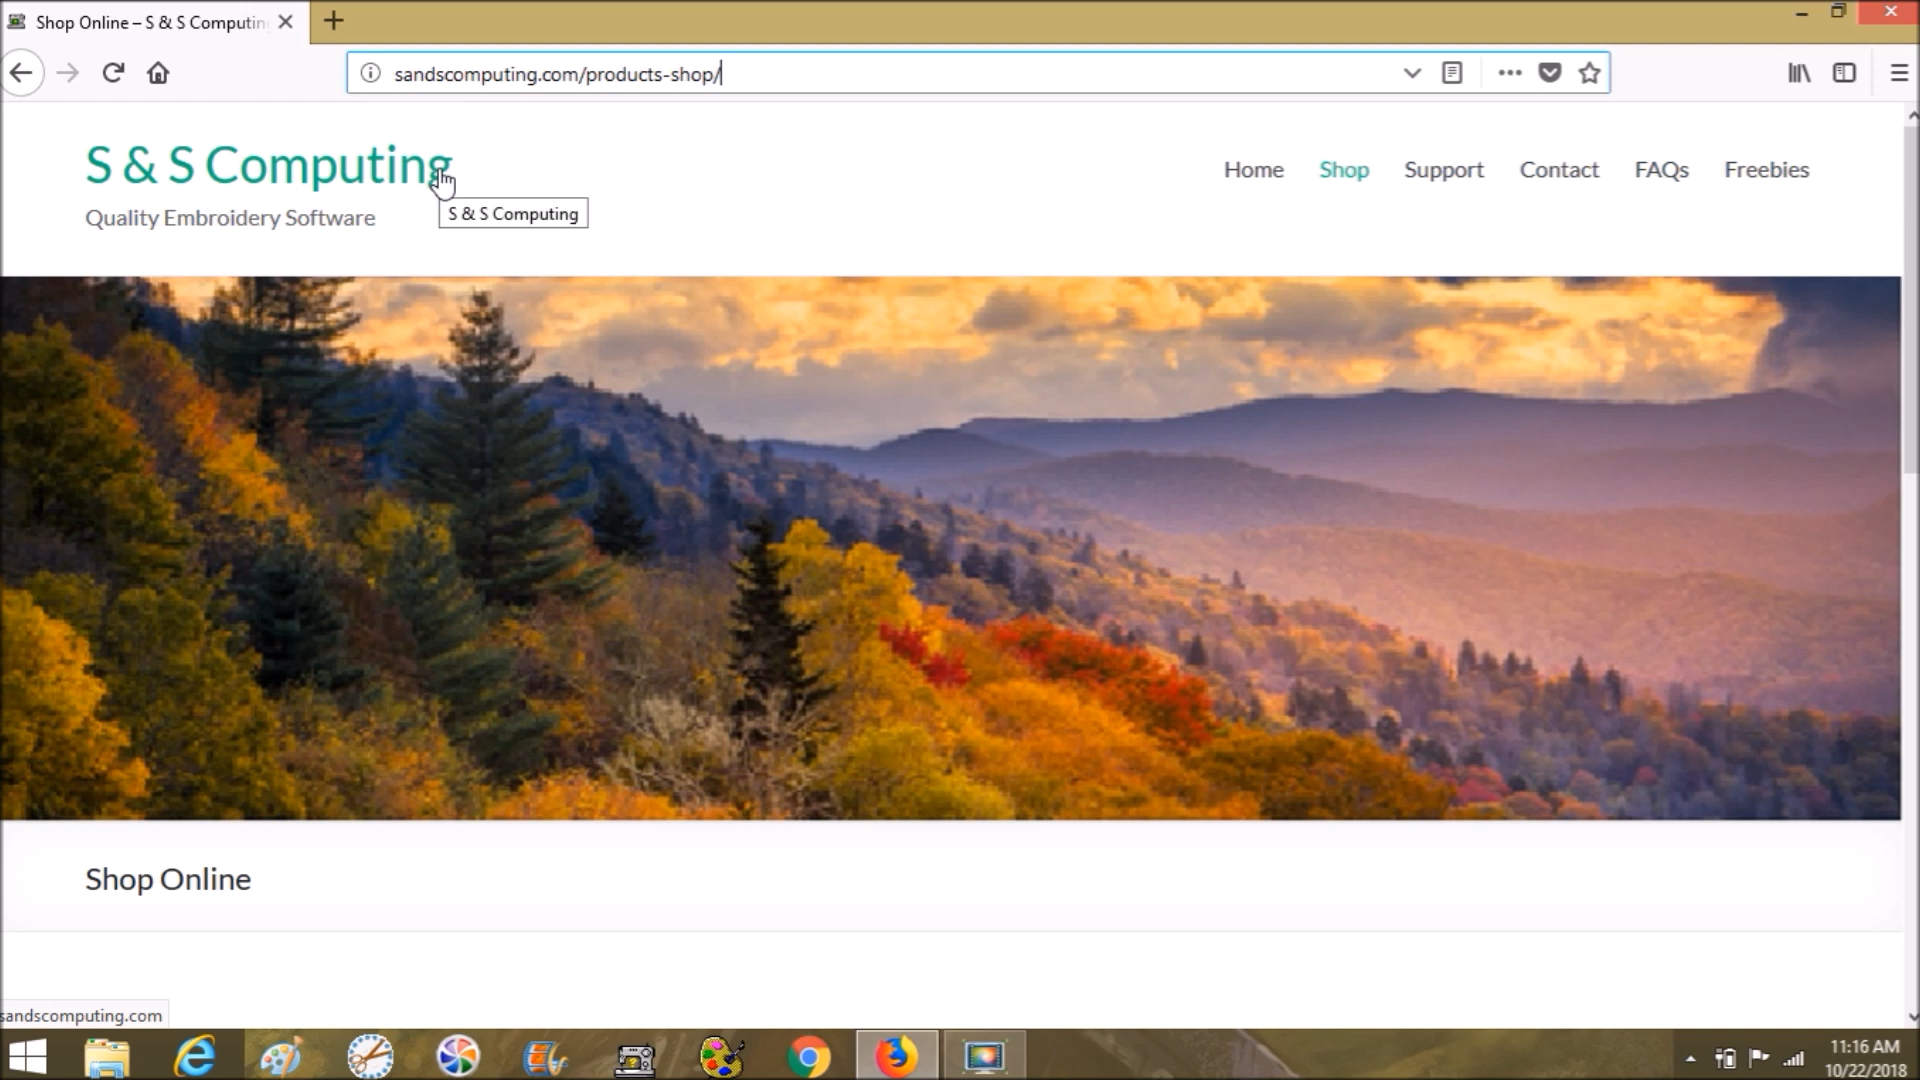 Shop Online – S & S Computin
sandscomputing.com/products-shop/
S & S Computing
Quality Embroidery Software
S & S Computing
Home Shop Support Contact FAQs Freebies
Shop Online
sandscomputing.com
11:16 AM
10/22/2018